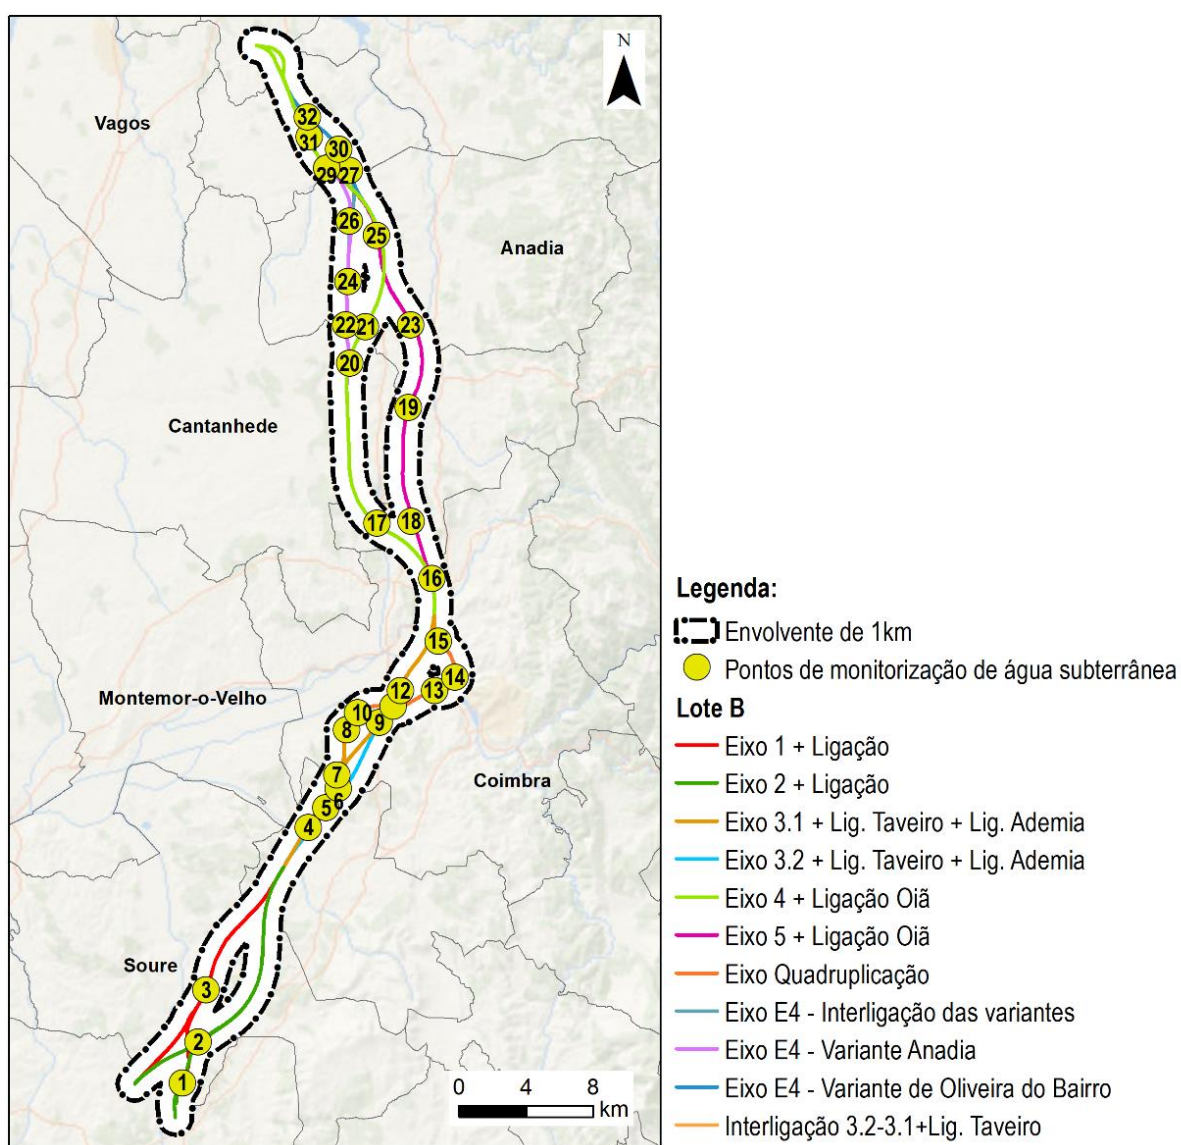 N
Vagos
32
31
30
29
27
26
25
Anadia
24
22
21
23
20
19
Cantanhede
17
18
16
15
14
13
12
Montemor-o-Velho
10
9
8
7
Coimbra
6
5
4
Soure
3
2
1
0 4 8
km
Legenda:
Envolvente de 1km
Pontos de monitorização de água subterrânea
Lote B
Eixo 1 + Ligação
Eixo 2 + Ligação
Eixo 3.1 + Lig. Taveiro + Lig. Ademia
Eixo 3.2 + Lig. Taveiro + Lig. Ademia
Eixo 4 + Ligação Oiã
Eixo 5 + Ligação Oiã
Eixo Quadruplicação
Eixo E4 - Interligação das variantes
Eixo E4 - Variante Anadia
Eixo E4 - Variante de Oliveira do Bairro
Interligação 3.2-3.1+Lig. Taveiro